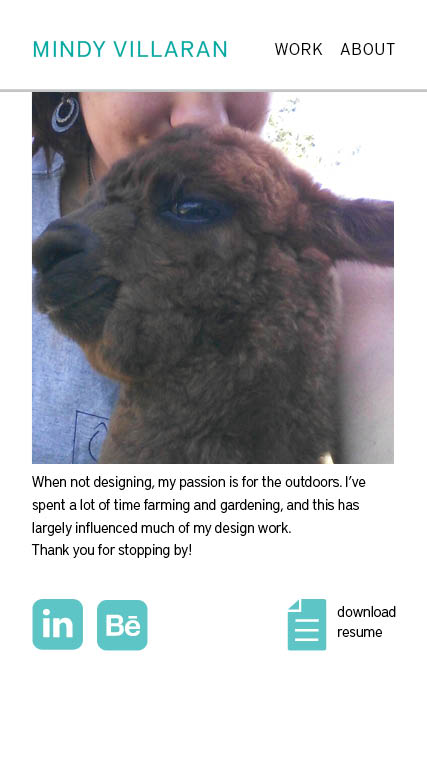 MINDY VILLARAN
WORK ABOUT
When not designing, my passion is for the outdoors. I've
spent a lot of time farming and gardening, and this has
largely influenced much of my design work.
Thank you for stopping by!
in
Bē
download
resume